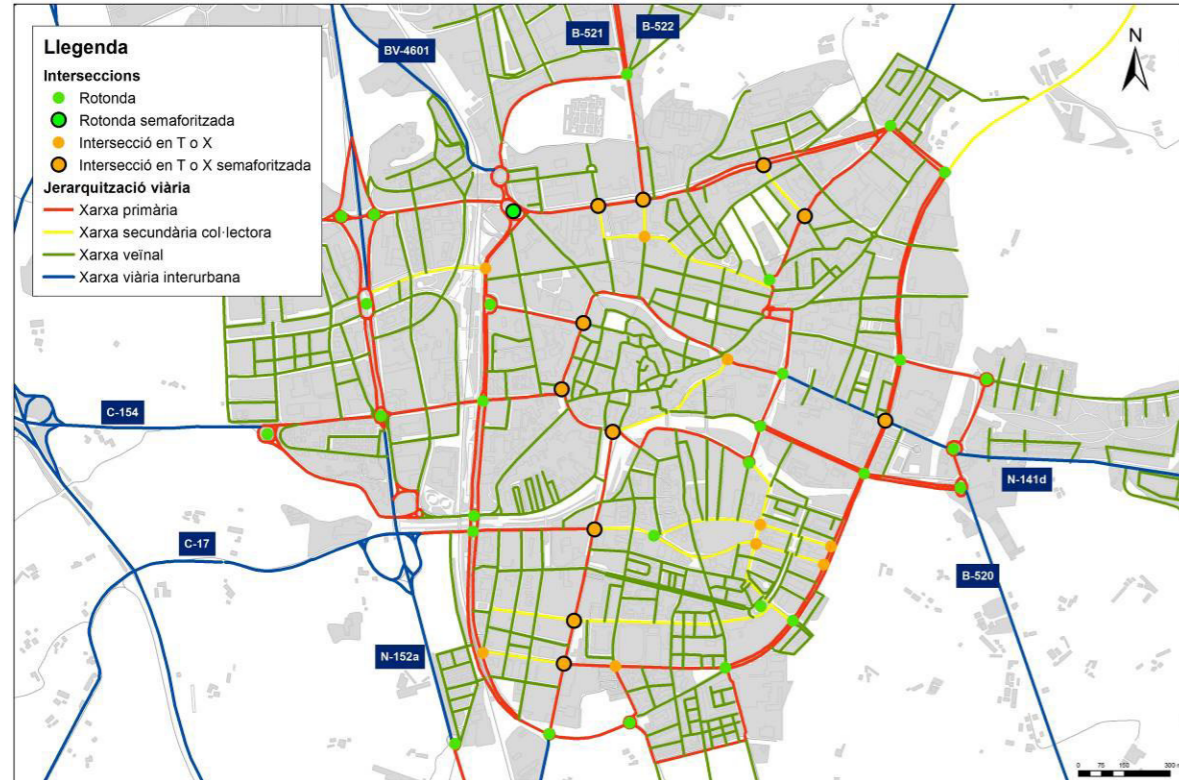 Llegenda
Interseccions
Rotonda
Rotonda semaforitzada
Intersecció en T o X
Intersecció en T o X semaforitzada
Jerarquització viària
Xarxa primària
Xarxa secundària col·lectora
Xarxa veïnal
Xarxa viària interurbana
BV-4601
B-521
B-522
N
C-154
C-17
N-152a
N-141d
B-520
0 75 150 300 m